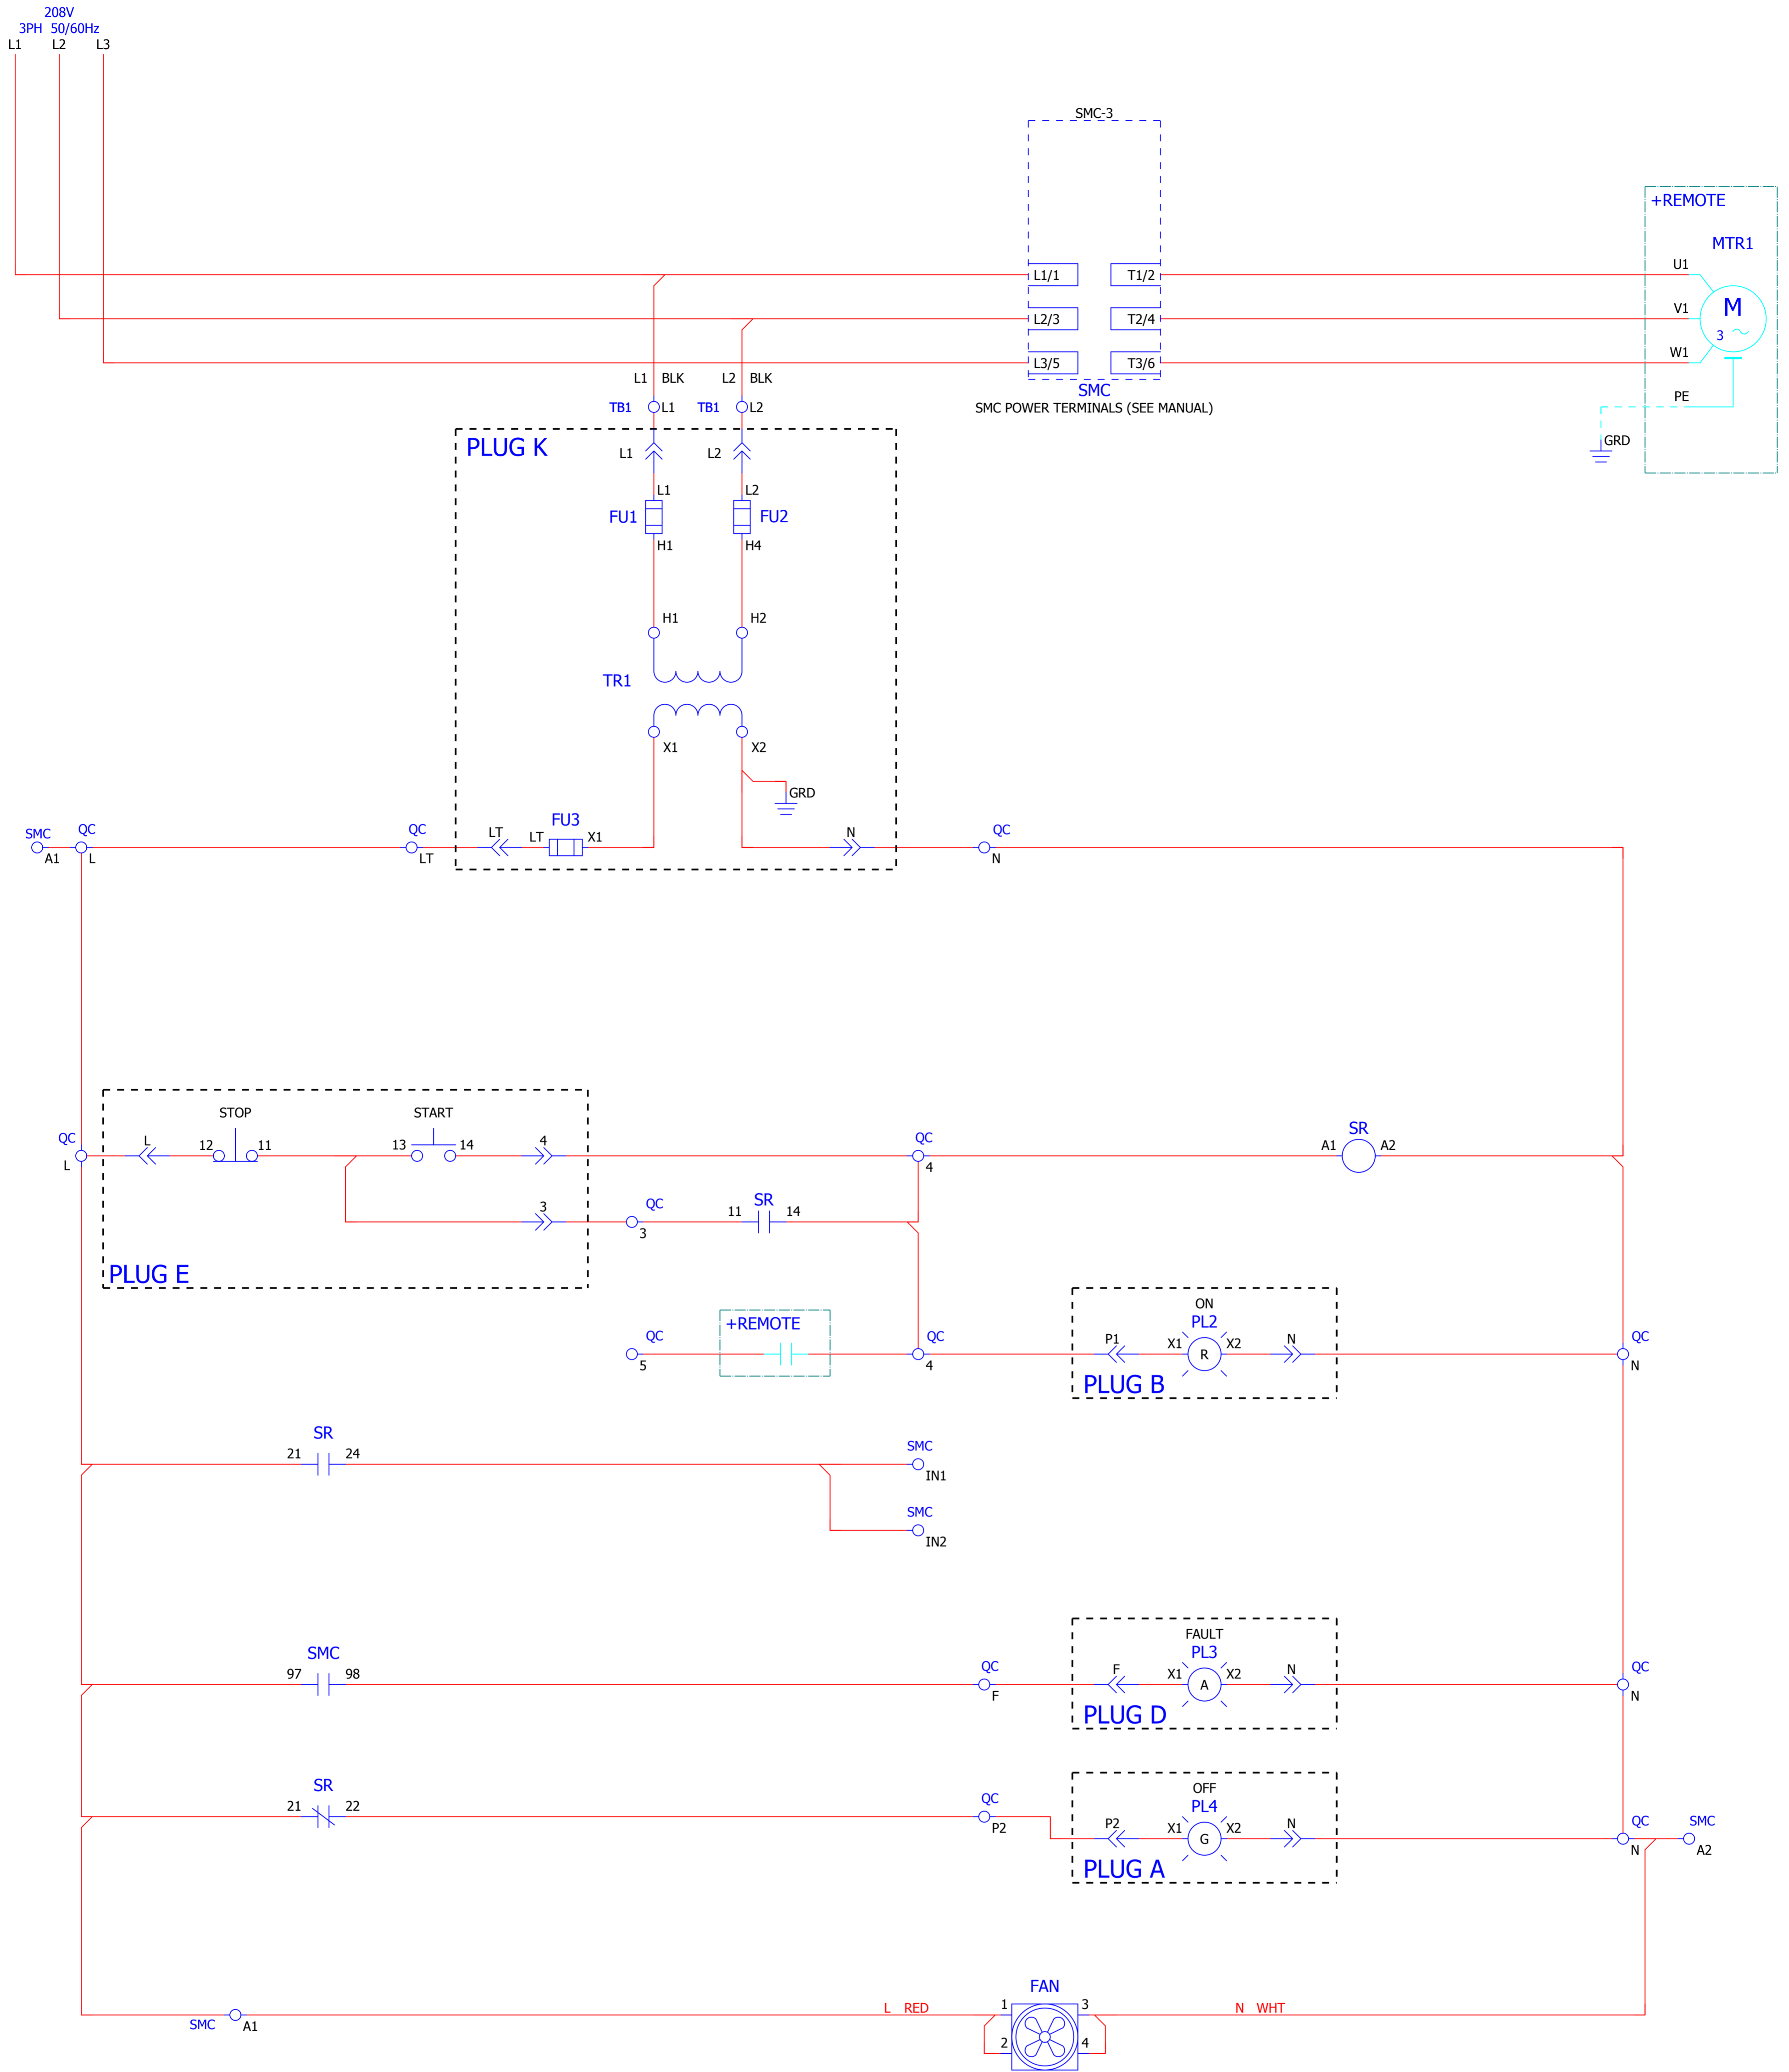 208V
3PH 50/60Hz
L1 L2 L3
SMC-3
+REMOTE
MTR1
L1/1 T1/2 U1
M
3
L2/3 T2/4 V1
L3/5 T3/6 W1
L1 BLK L2 BLK
SMC
SMC POWER TERMINALS (SEE MANUAL)
PE
TB1 L1 TB1 L2
GRD
PLUG K
L1 L2
L1 L2
FU1 FU2
H1 H4
H1 H2
TR1
X1 X2
GRD
SMC QC QC FU3 QC
LT LT X1 N
A1 L LT N
STOP START
QC L 12 11 13 14 4 QC A1 SR A2
L 4
3 QC 11 SR 14
3
PLUG E
ON
+REMOTE PL2
QC QC P1 X1 R X2 N QC
5 4 N
PLUG B
SR
21 24 SMC
IN1
SMC
IN2
FAULT
SMC PL3
97 98 QC F X1 A X2 N QC
F N
PLUG D
OFF
SR PL4
21 22 QC P2 X1 G X2 N QC SMC
P2 N A2
PLUG A
FAN
L RED 1 3 N WHT
SMC A1
2 4